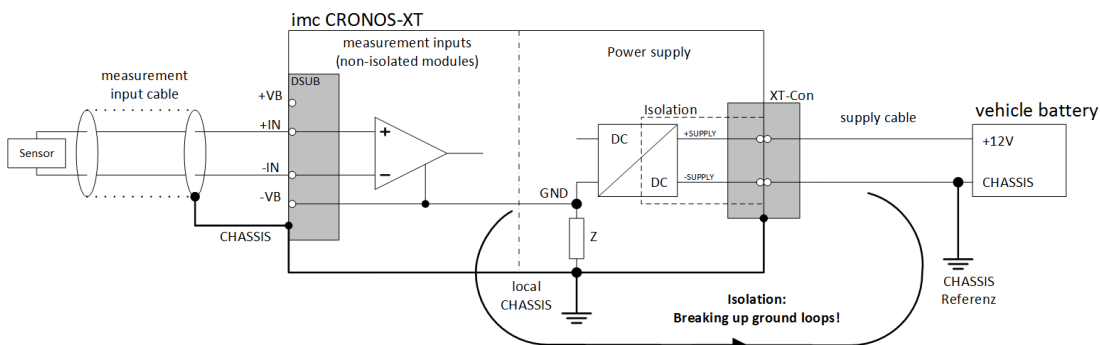 imc CRONOS-XT
measurement inputs
(non-isolated modules)
Power supply
measurement
input cable
DSUB
+VB
+IN
-IN
-VB
Sensor
CHASSIS
+
−
GND
Z
local
CHASSIS
DC
DC
Isolation
+SUPPLY
-SUPPLY
XT-Con
supply cable
vehicle battery
+12V
CHASSIS
CHASSIS
Referenz
Isolation:
Breaking up ground loops!